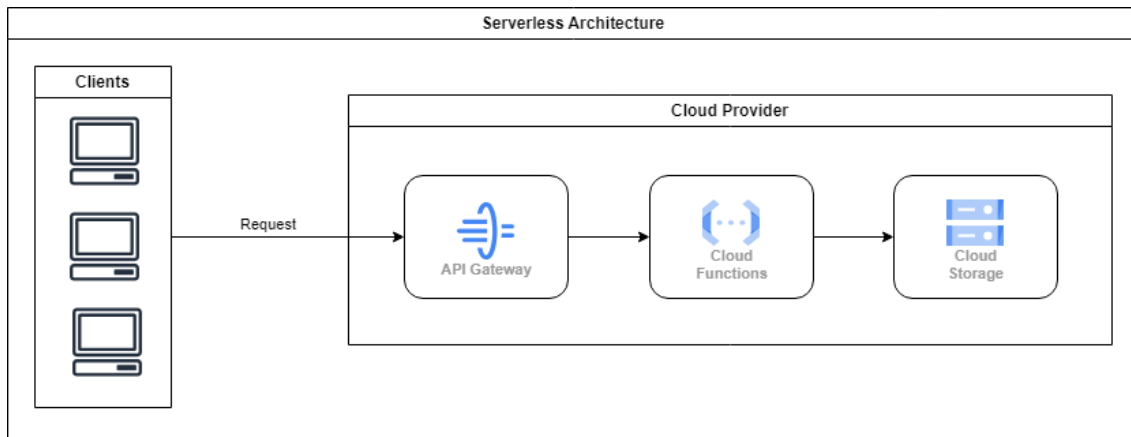 Serverless Architecture
Clients
Cloud Provider
Request
API Gateway
Cloud
Functions
Cloud
Storage